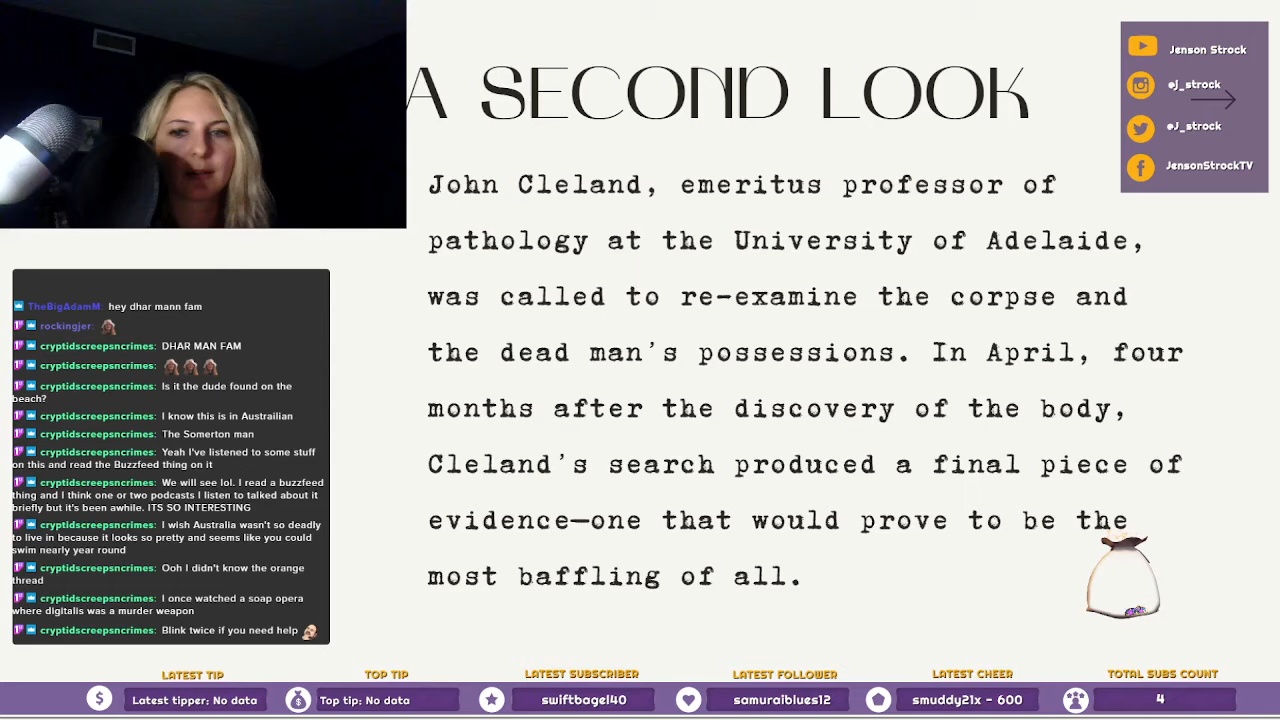 A SECOND LOOK
John Cleland, emeritus professor of
pathology at the University of Adelaide,
was called to re-examine the corpse and
the dead man's possessions. In April, four
months after the discovery of the body,
Cleland's search produced a final piece of
evidence—one that would prove to be the
most baffling of all.
Jenson Strock
@J_strock
@J_strock
JensonStrockTV
TheBigAdamM: hey dhar mann fam
rockingjer:
cryptidscreepsncrimes: DHAR MAN FAM
cryptidscreepsncrimes:
cryptidscreepsncrimes: Is it the dude found on the
beach?
cryptidscreepsncrimes: I know this is in Austrailian
cryptidscreepsncrimes: The Somerton man
cryptidscreepsncrimes: Yeah I've listened to some stuff
on this and read the Buzzfeed thing on it
cryptidscreepsncrimes: We will see lol. I read a buzzfeed
thing and I think one or two podcasts I listen to talked about it
briefly but it's been awhile. ITS SO INTERESTING
cryptidscreepsncrimes: I wish Australia wasn't so deadly
to live in because it looks so pretty and seems like you could
swim nearly year round
cryptidscreepsncrimes: Ooh I didn't know the orange
thread
cryptidscreepsncrimes: I once watched a soap opera
where digitalis was a murder weapon
cryptidscreepsncrimes: Blink twice if you need help
LATEST TIP
Latest tipper: No data
TOP TIP
Top tip: No data
LATEST SUBSCRIBER
swiftbagel40
LATEST FOLLOWER
samuraiblues12
LATEST CHEER
smuddy21x - 600
TOTAL SUBS COUNT
4